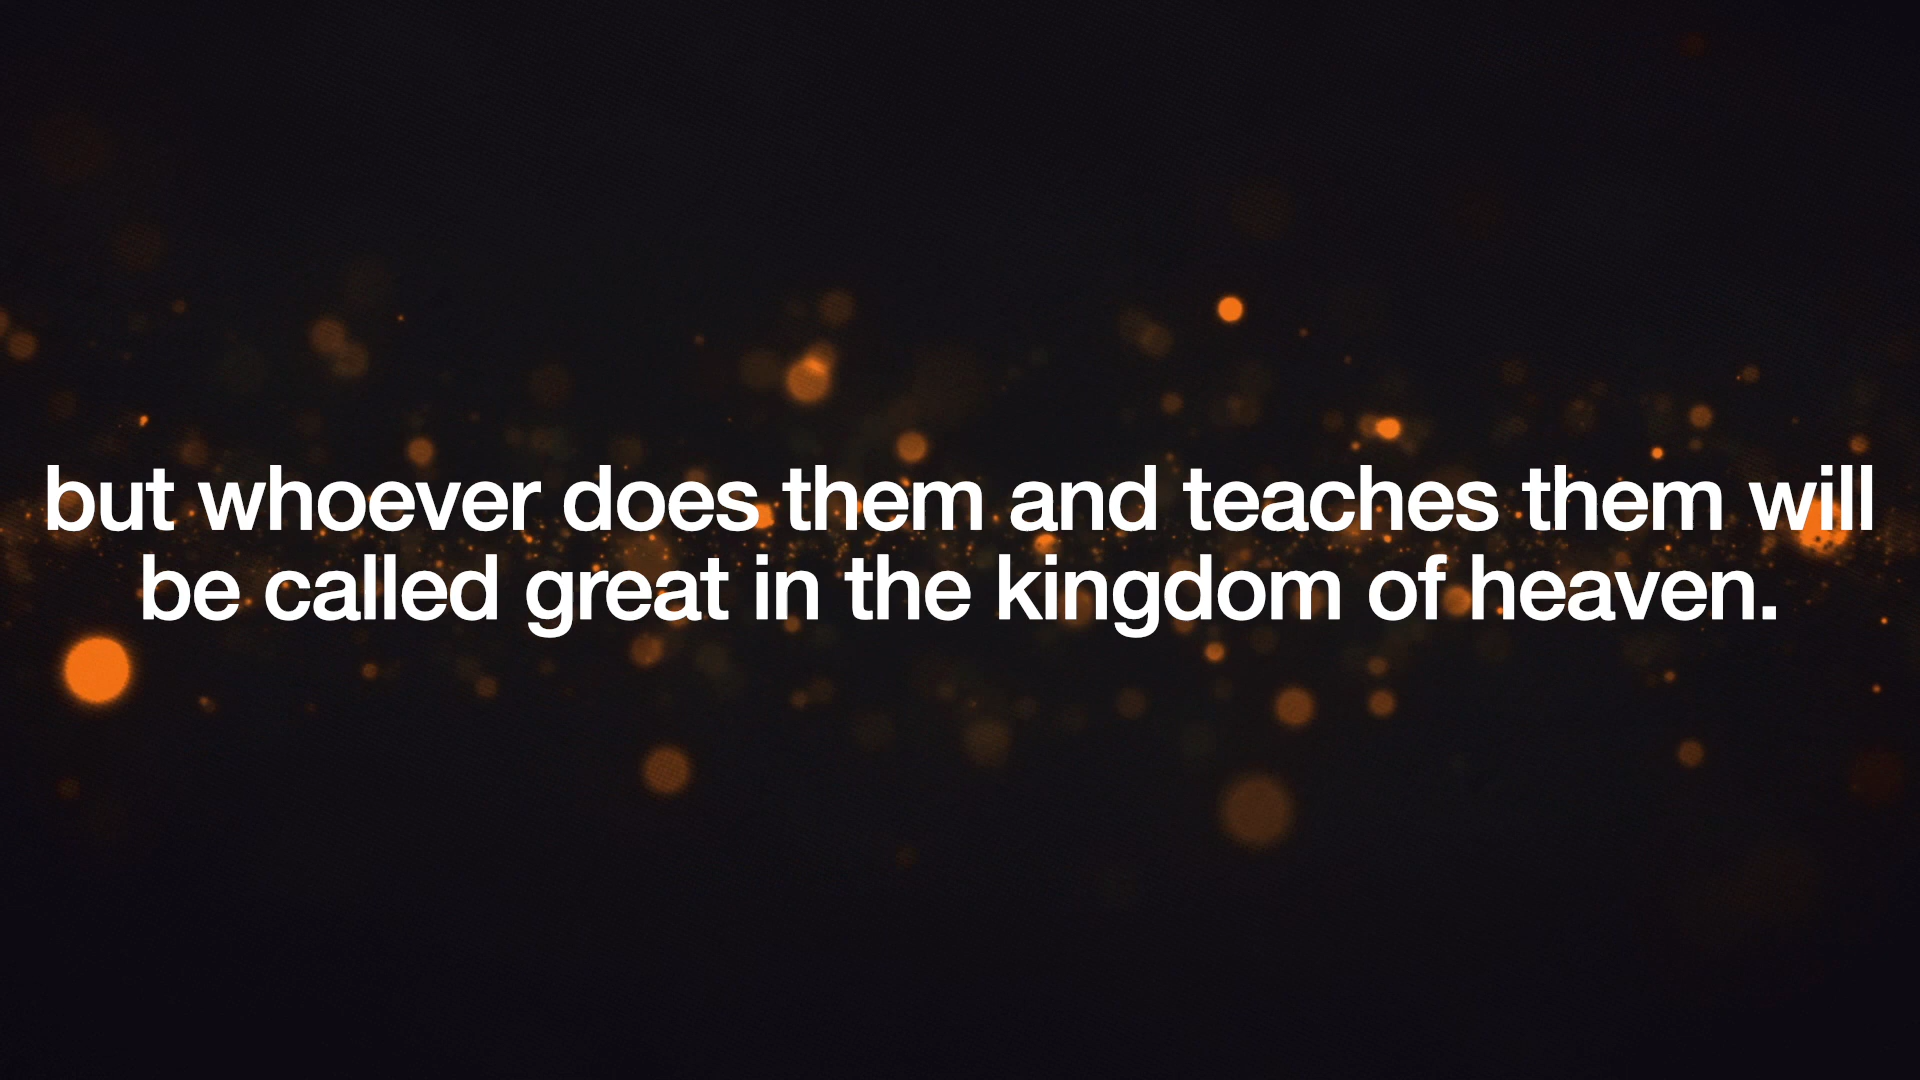 but whoever does them and teaches them will
be called great in the kingdom of heaven.